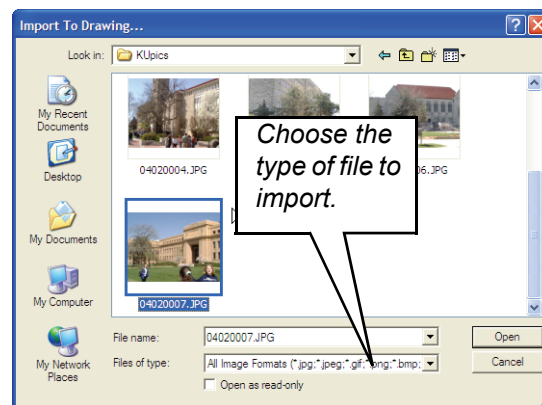 Import To Drawing...
Look in: KUpics
My Recent
Documents
Desktop
My Documents
My Computer
My Network
Places
04020004.JPG
06.JPG
Choose the
type of file to
import.
04020007.JPG
File name: 04020007.JPG Open
Files of type: All Image Formats (*.jpg;*.jpeg;*.gif;*.png;*.bmp; Cancel
Open as read-only